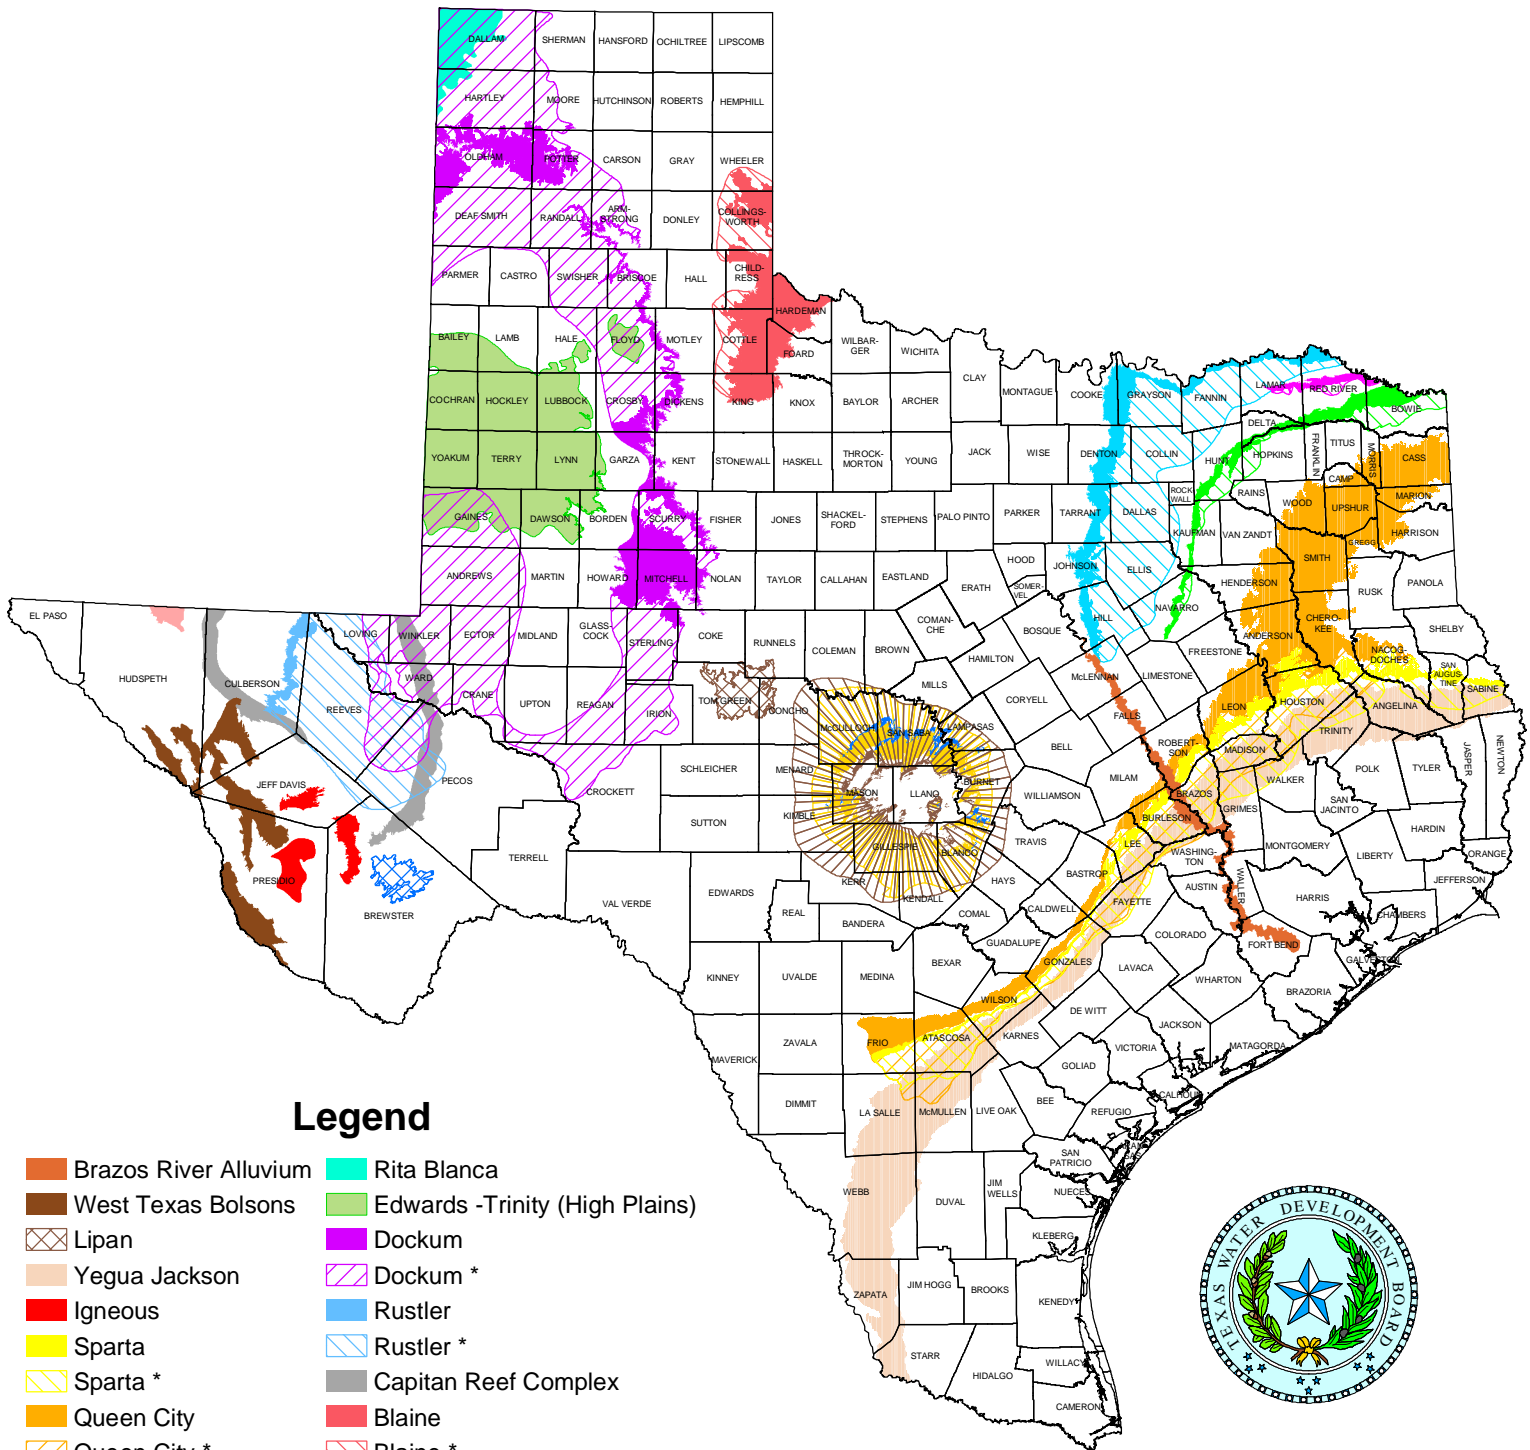 DALLAM
SHERMAN
HANSFORD
OCHILTREE
LIPSCOMB
HARTLEY
MOORE
HUTCHINSON
ROBERTS
HEMPHILL
OLDHAM
POTTER
CARSON
GRAY
WHEELER
DEAF SMITH
RANDALL
ARM-
STRONG
DONLEY
COLLINGS-
WORTH
PARMER
CASTRO
SWISHER
BRISCOE
HALL
CHILD-
RESS
HARDEMAN
BAILEY
LAMB
HALE
FLOYD
MOTLEY
COTTLE
FOARD
WILBAR-
GER
WICHITA
CLAY
MONTAGUE
COOKE
GRAYSON
FANNIN
LAMAR
RED RIVER
BOWIE
COCHRAN
HOCKLEY
LUBBOCK
CROSBY
DICKENS
KING
KNOX
BAYLOR
ARCHER
DELTA
YOAKUM
TERRY
LYNN
GARZA
KENT
STONEWALL
HASKELL
THROCK-
MORTON
YOUNG
JACK
WISE
DENTON
COLLIN
HUNT
HOPKINS
FRANKLIN
TITUS
MORRIS
CASS
CAMP
MARION
GAINES
DAWSON
BORDEN
SCURRY
FISHER
JONES
SHACKEL-
FORD
STEPHENS
PALO PINTO
PARKER
TARRANT
DALLAS
ROCK
WALL
RAINS
WOOD
UPSHUR
KAUFMAN
VAN ZANDT
GREGG
HARRISON
SMITH
ANDREWS
MARTIN
HOWARD
MITCHELL
NOLAN
TAYLOR
CALLAHAN
EASTLAND
ERATH
HOOD
SOMER-
VEL
JOHNSON
ELLIS
HENDERSON
RUSK
PANOLA
EL PASO
LOVING
WINKLER
ECTOR
MIDLAND
GLASS-
COCK
STERLING
COKE
RUNNELS
COLEMAN
BROWN
COMAN-
CHE
BOSQUE
HILL
NAVARRO
ANDERSON
CHERO-
KEE
SHELBY
HUDSPETH
CULBERSON
REEVES
WARD
CRANE
UPTON
REAGAN
IRION
TOM GREEN
CONCHO
McCULLOCH
SAN SABA
LAMPASAS
MILLS
HAMILTON
CORYELL
McLENNAN
LIMESTONE
FREESTONE
NACOG-
DOCHES
SAN
AUGUS-
TINE
SABINE
FALLS
LEON
HOUSTON
ANGELINA
TRINITY
JEFF DAVIS
PECOS
CROCKETT
SCHLEICHER
MENARD
MASON
LLANO
BURNET
BELL
ROBERT-
SON
MADISON
WALKER
POLK
TYLER
JASPER
NEWTON
SUTTON
KIMBLE
GILLESPIE
BLANCO
WILLIAMSON
MILAM
BRAZOS
GRIMES
SAN
JACINTO
HARDIN
BURLESON
TRAVIS
LEE
WASHING-
TON
MONTGOMERY
LIBERTY
ORANGE
PRESIDIO
BREWSTER
TERRELL
VAL VERDE
EDWARDS
REAL
KERR
BANDERA
KENDALL
HAYS
COMAL
BASTROP
CALDWELL
FAYETTE
AUSTIN
WALLER
HARRIS
JEFFERSON
CHAMBERS
GUADALUPE
BEXAR
GONZALES
COLORADO
FORT BEND
GALVESTON
KINNEY
UVALDE
MEDINA
WILSON
LAVACA
WHARTON
BRAZORIA
DE WITT
MAVERICK
ZAVALA
FRIO
ATASCOSA
KARNES
JACKSON
MATAGORDA
VICTORIA
GOLIAD
CALHOUN
DIMMIT
LA SALLE
McMULLEN
LIVE OAK
BEE
REFUGIO
SAN
PATRICIO
WEBB
DUVAL
JIM
WELLS
NUECES
KLEBERG
ZAPATA
JIM HOGG
BROOKS
KENEDY
STARR
HIDALGO
WILLACY
CAMERON
Legend
Brazos River Alluvium
West Texas Bolsons
Lipan
Yegua Jackson
Igneous
Sparta
Sparta *
Queen City
Queen City *
Rita Blanca
Edwards -Trinity (High Plains)
Dockum
Dockum *
Rustler
Rustler *
Capitan Reef Complex
Blaine
Blaine *
TEXAS WATER DEVELOPMENT BOARD